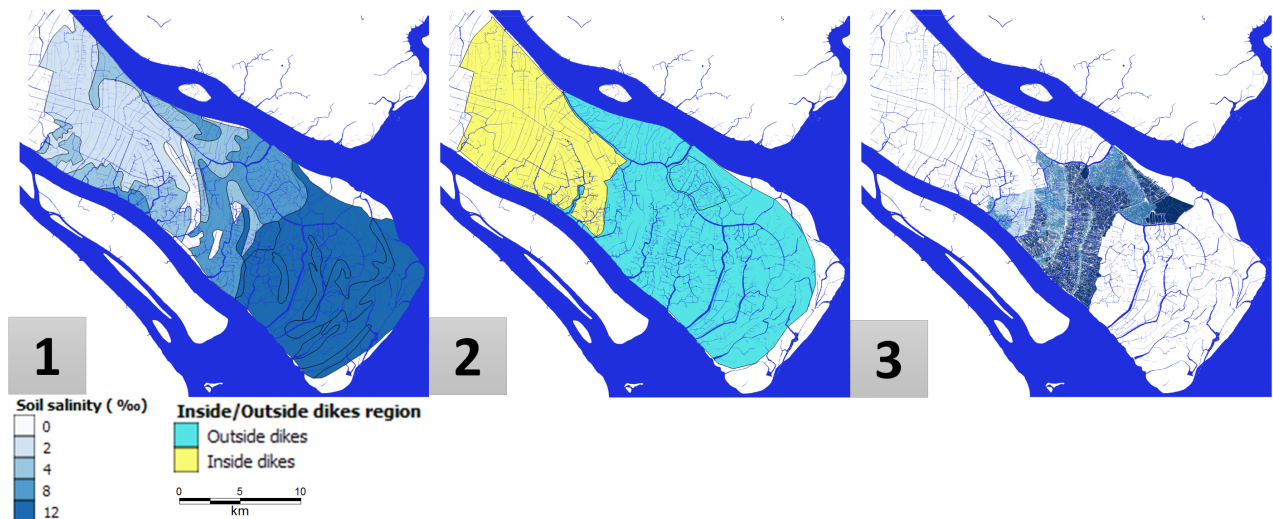 1
2
3
Soil salinity ( ‰)
0
2
4
8
12
Inside/Outside dikes region
Outside dikes
Inside dikes
0 5 10
km